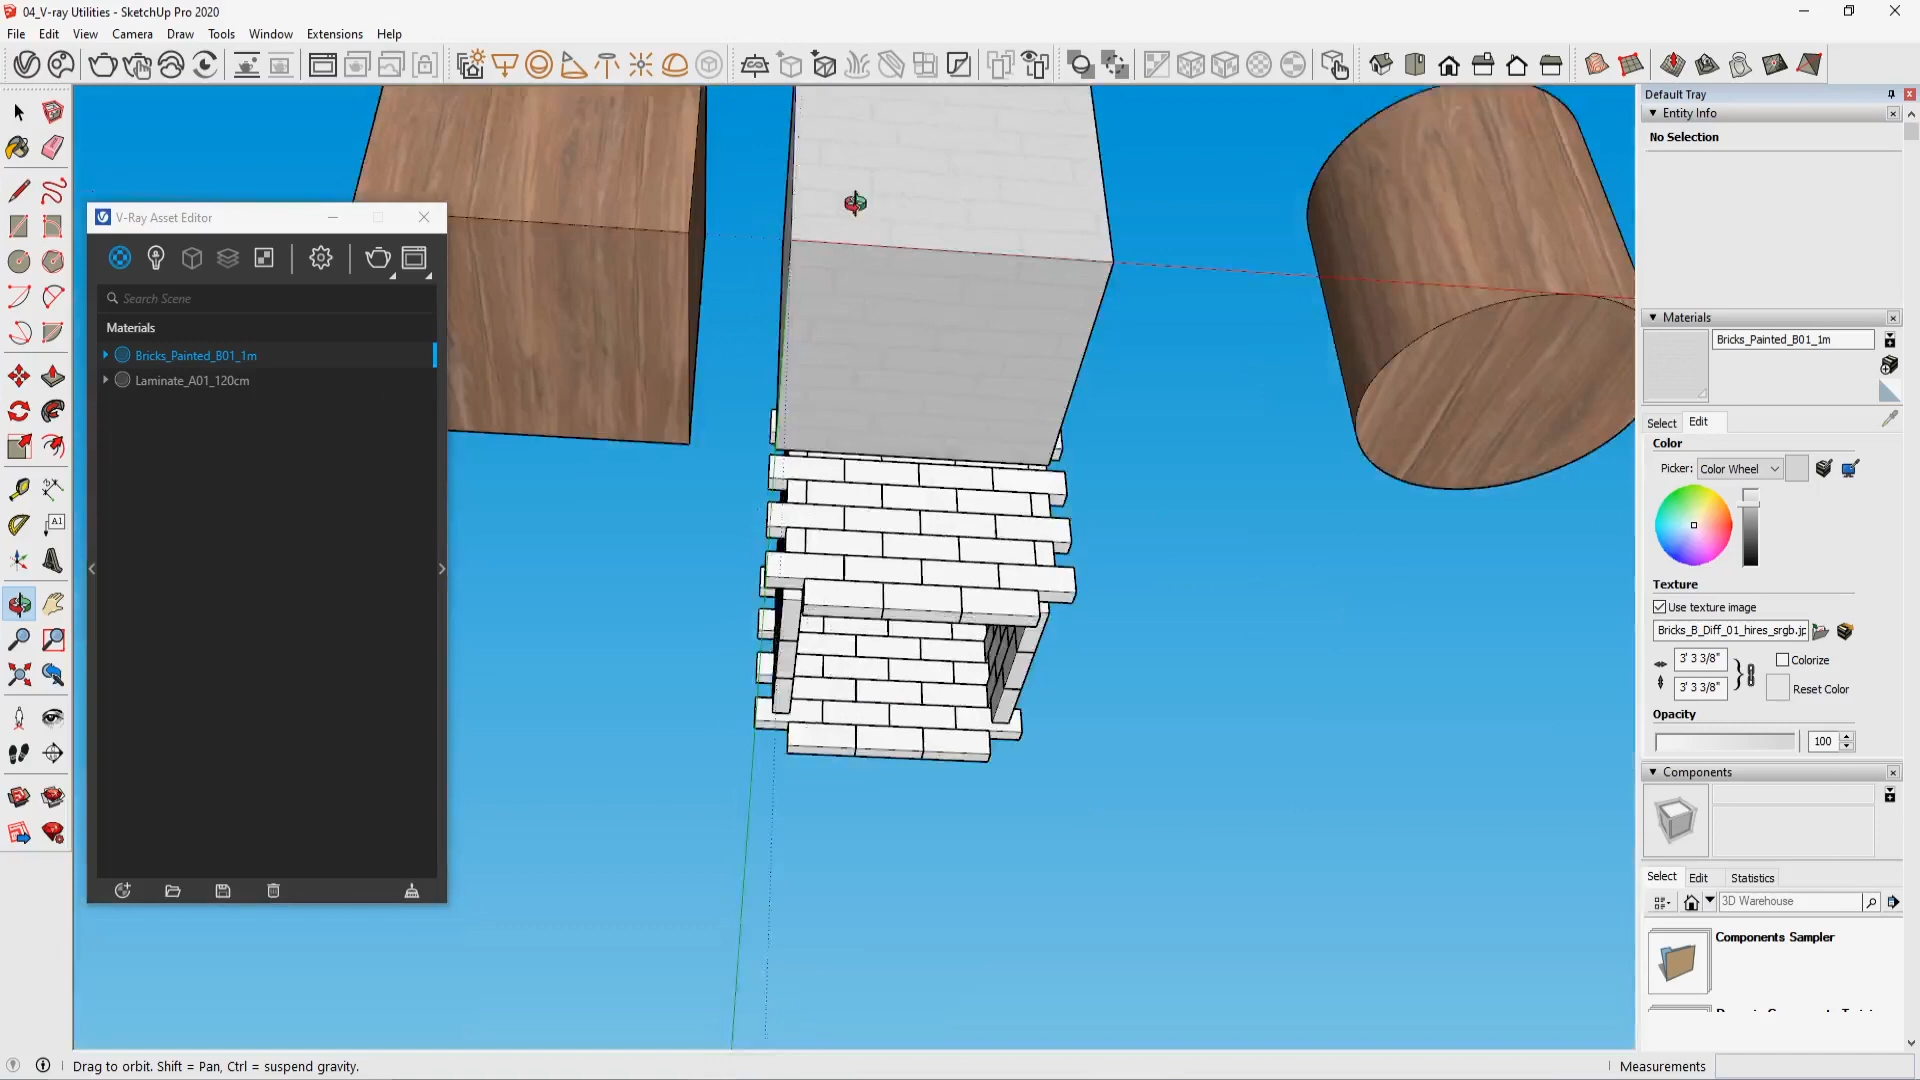 04_V-ray Utilities - SketchUp Pro 2020
File Edit View Camera Draw Tools Window Extensions Help
Default Tray
Entity Info
No Selection
V-Ray Asset Editor
Search Scene
Materials
Bricks_Painted_B01_1m
Laminate_A01_120cm
A1
Materials
Bricks_Painted_B01_1m
Select Edit
Color
Picker: Color Wheel
Texture
Use texture image
Bricks_B_Diff_01_hires_srgb.jp
3' 3 3/8" Colorize
3' 3 3/8" Reset Color
Opacity
100
Components
Select Edit Statistics
3D Warehouse
Components Sampler
Drag to orbit. Shift = Pan, Ctrl = suspend gravity.
Measurements